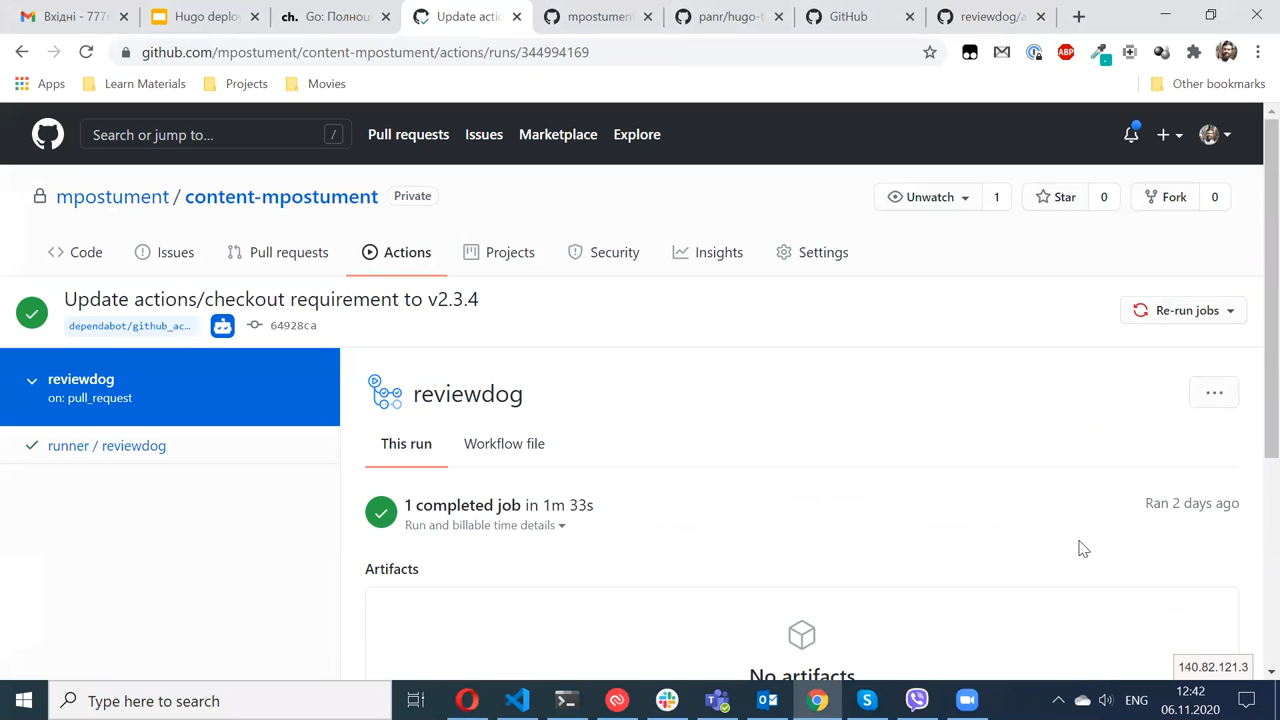 Вхідні - 777
Hugo deploy
ch.
Go: Полноц
Update actio
mpostument
panr/hugo-t
GitHub
reviewdog/a
github.com/mpostument/content-mpostument/actions/runs/344994169
ABP
Apps
Learn Materials
Projects
Movies
Other bookmarks
Search or jump to...
/
Pull requests
Issues
Marketplace
Explore
mpostument / content-mpostument
Private
Unwatch
1
Star
0
Fork
0
Code
Issues
Pull requests
Actions
Projects
Security
Insights
Settings
Update actions/checkout requirement to v2.3.4
dependabot/github_ac…
64928ca
Re-run jobs
reviewdog
on: pull_request
runner / reviewdog
reviewdog
This run
Workflow file
1 completed job in 1m 33s
Ran 2 days ago
Run and billable time details
Artifacts
No artifacts
140.82.121.3
Type here to search
ENG
12:42
06.11.2020